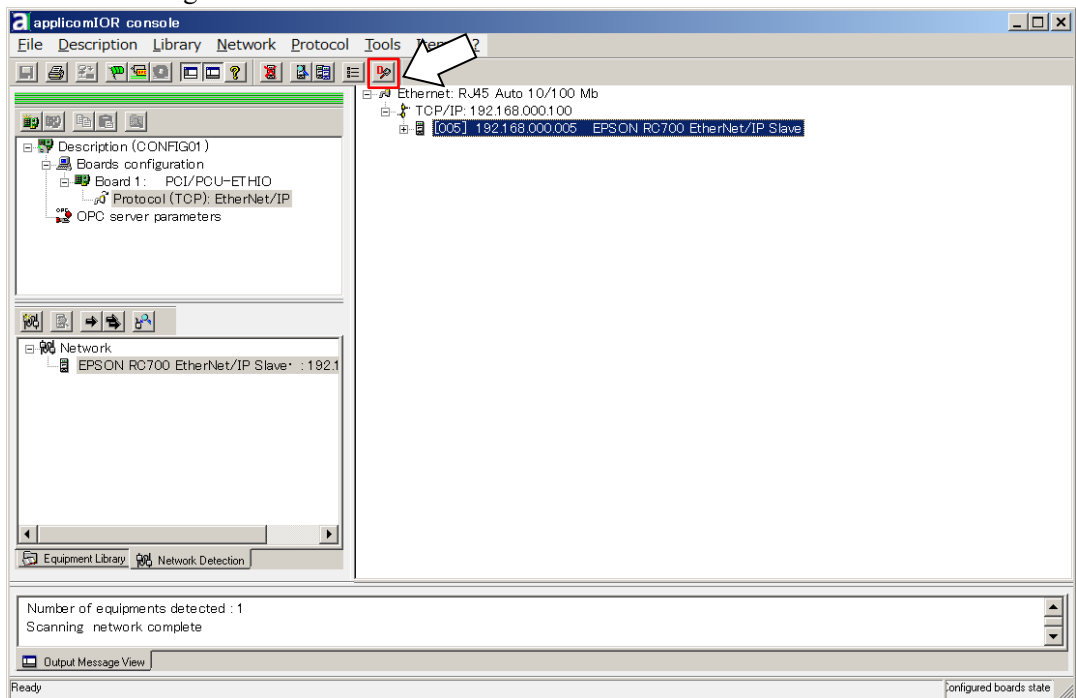 applicomIOR console
File Description Library Network Protocol Tools ?
Ethernet: RJ45 Auto 10/100 Mb
TCP/IP: 192.168.000.100
[005] 192.168.000.005 EPSON RC700 EtherNet/IP Slave
Description (CONFIG01)
Boards configuration
Board 1: PCI/PCU-ETHIO
Protocol (TCP): EtherNet/IP
OPC server parameters
Network
EPSON RC700 EtherNet/IP Slave· : 192.1
Equipment Library Network Detection
Number of equipments detected : 1
Scanning network complete
Output Message View
Ready onfigured boards state